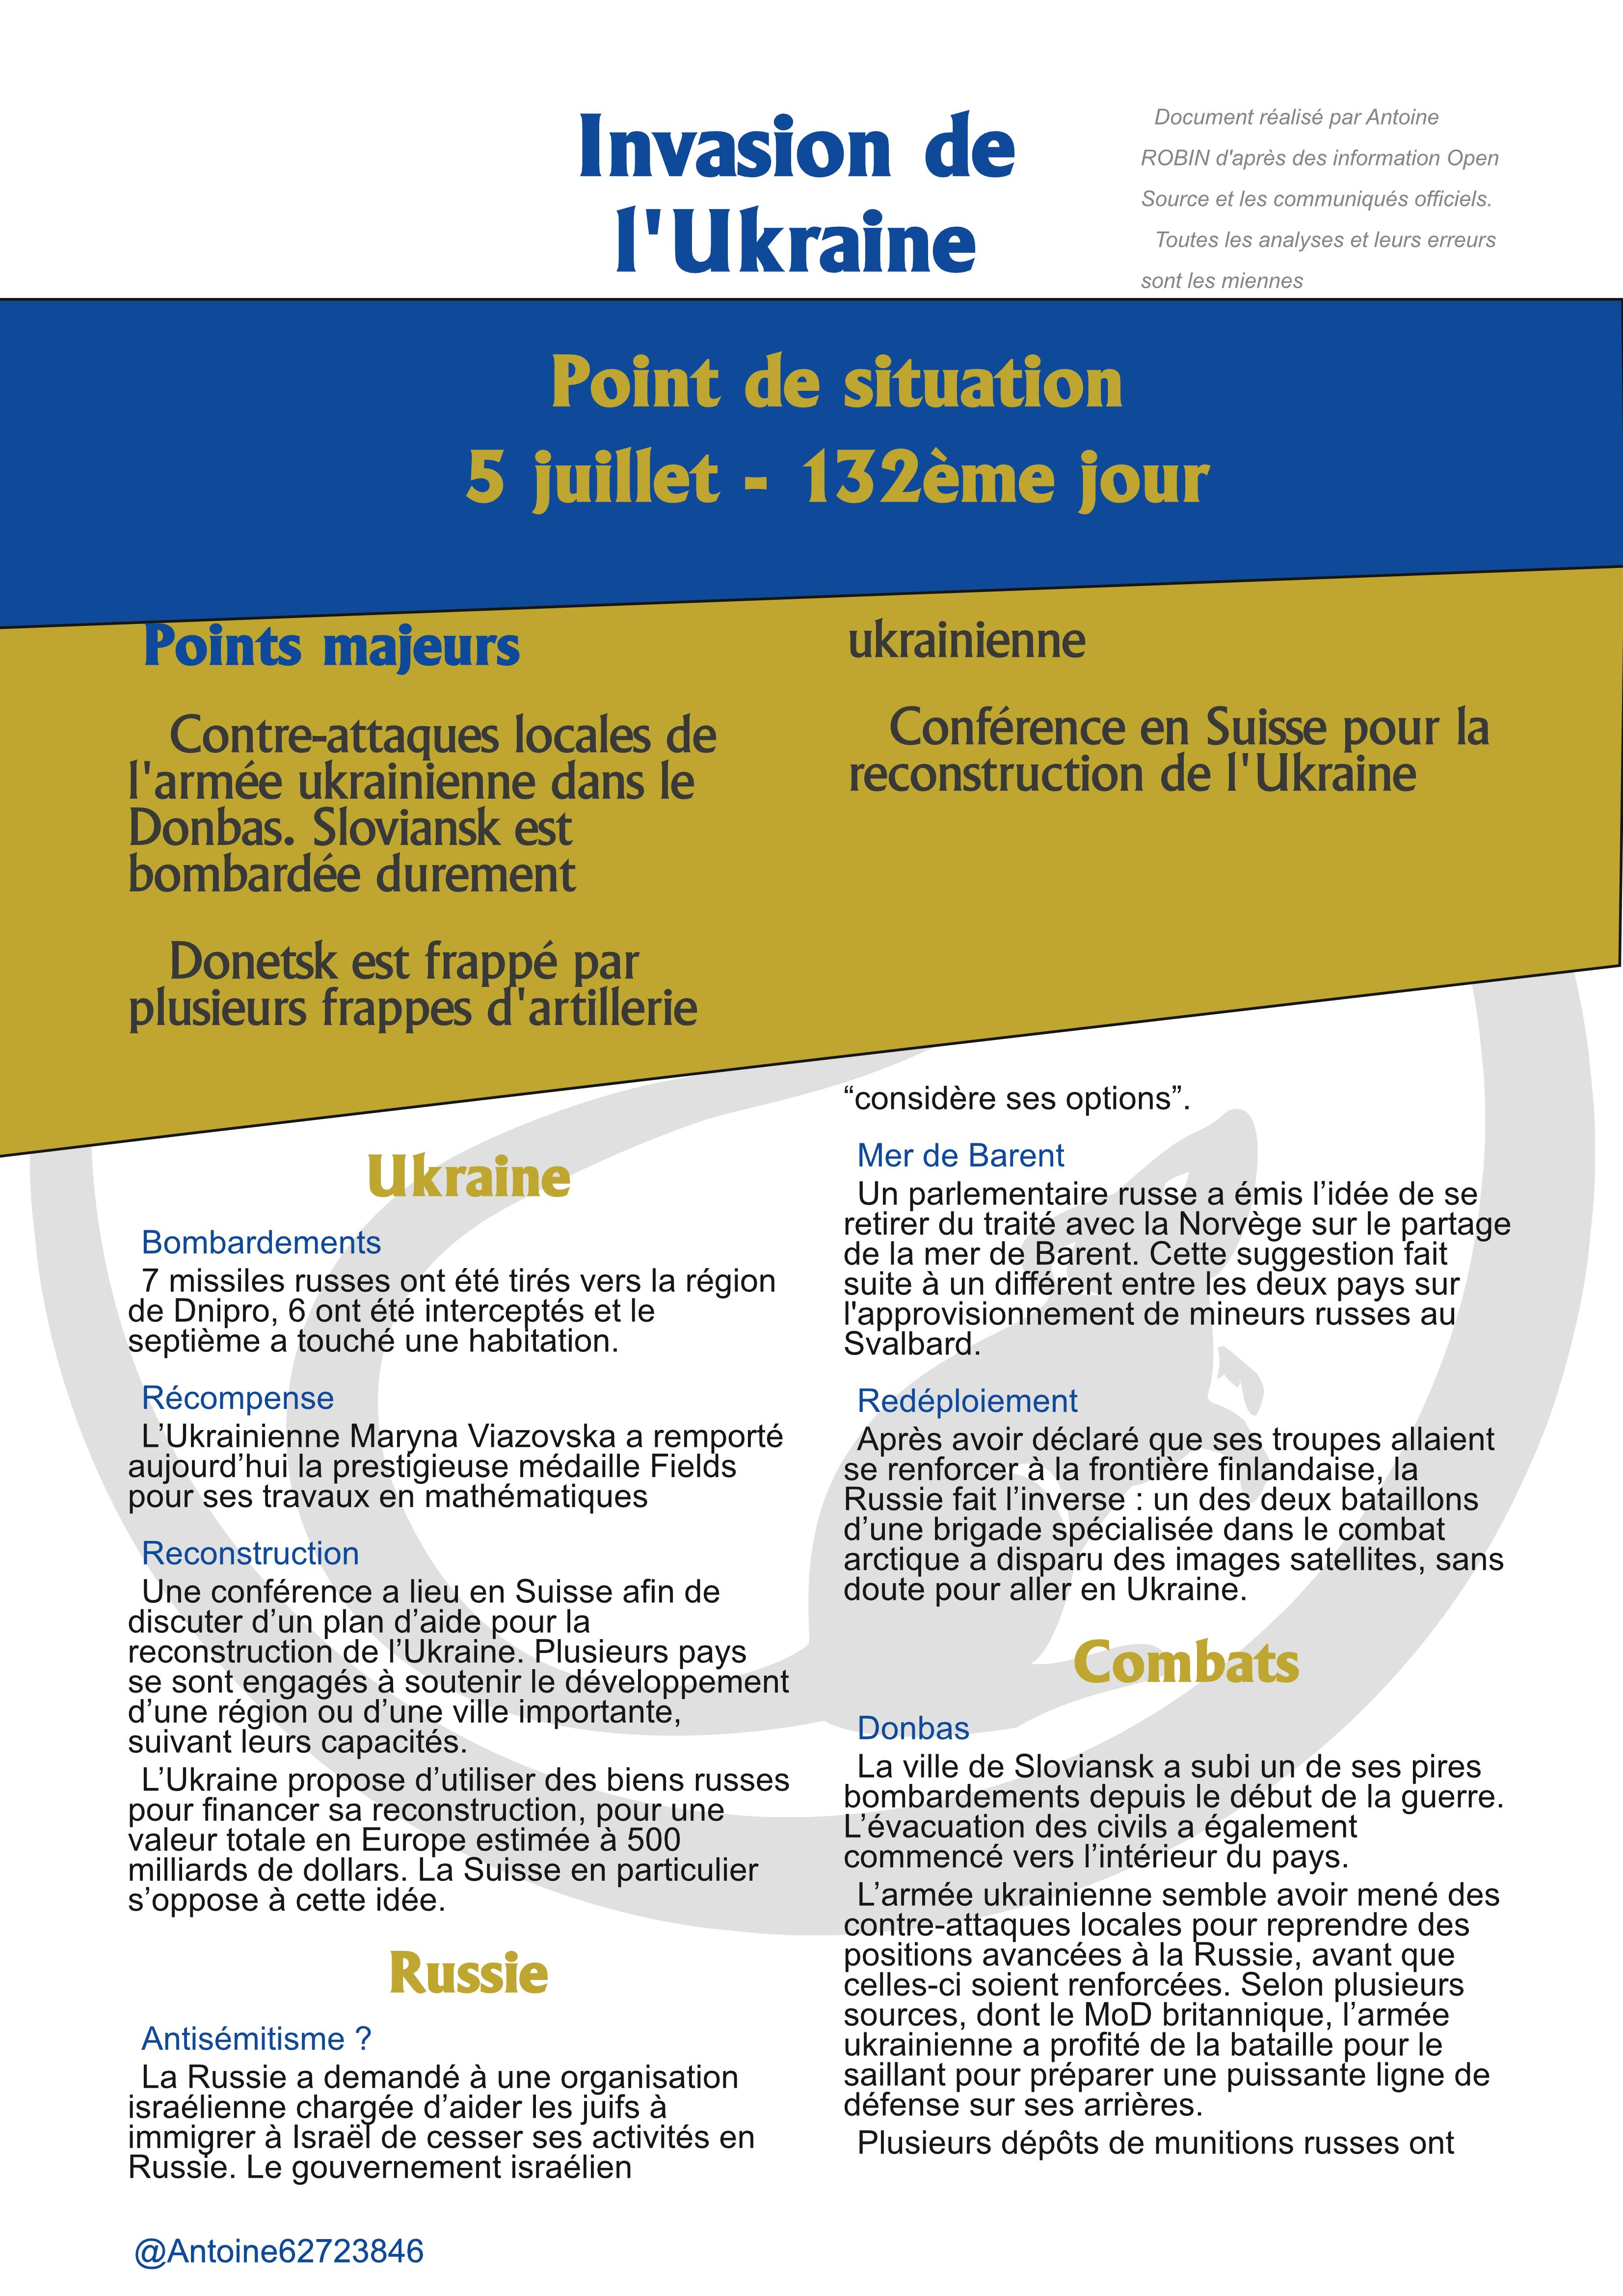 Invasion de
l'Ukraine
Document réalisé par Antoine
ROBIN d'après des information Open
Source et les communiqués officiels.
Toutes les analyses et leurs erreurs
sont les miennes
Point de situation
5 juillet - 132ème jour
Points majeurs
Contre-attaques locales de
l'armée ukrainienne dans le
Donbas. Sloviansk est
bombardée durement
Donetsk est frappé par
plusieurs frappes d'artillerie
ukrainienne
Conférence en Suisse pour la
reconstruction de l'Ukraine
Ukraine
Bombardements
7 missiles russes ont été tirés vers la région
de Dnipro, 6 ont été interceptés et le
septième a touché une habitation.
Récompense
L’Ukrainienne Maryna Viazovska a remporté
aujourd’hui la prestigieuse médaille Fields
pour ses travaux en mathématiques
Reconstruction
Une conférence a lieu en Suisse afin de
discuter d’un plan d’aide pour la
reconstruction de l’Ukraine. Plusieurs pays
se sont engagés à soutenir le développement
d’une région ou d’une ville importante,
suivant leurs capacités.
L’Ukraine propose d’utiliser des biens russes
pour financer sa reconstruction, pour une
valeur totale en Europe estimée à 500
milliards de dollars. La Suisse en particulier
s’oppose à cette idée.
Russie
Antisémitisme ?
La Russie a demandé à une organisation
israélienne chargée d’aider les juifs à
immigrer à Israël de cesser ses activités en
Russie. Le gouvernement israélien
“considère ses options”.
Mer de Barent
Un parlementaire russe a émis l’idée de se
retirer du traité avec la Norvège sur le partage
de la mer de Barent. Cette suggestion fait
suite à un différent entre les deux pays sur
l'approvisionnement de mineurs russes au
Svalbard.
Redéploiement
Après avoir déclaré que ses troupes allaient
se renforcer à la frontière finlandaise, la
Russie fait l’inverse : un des deux bataillons
d’une brigade spécialisée dans le combat
arctique a disparu des images satellites, sans
doute pour aller en Ukraine.
Combats
Donbas
La ville de Sloviansk a subi un de ses pires
bombardements depuis le début de la guerre.
L’évacuation des civils a également
commencé vers l’intérieur du pays.
L’armée ukrainienne semble avoir mené des
contre-attaques locales pour reprendre des
positions avancées à la Russie, avant que
celles-ci soient renforcées. Selon plusieurs
sources, dont le MoD britannique, l’armée
ukrainienne a profité de la bataille pour le
saillant pour préparer une puissante ligne de
défense sur ses arrières.
Plusieurs dépôts de munitions russes ont
@Antoine62723846